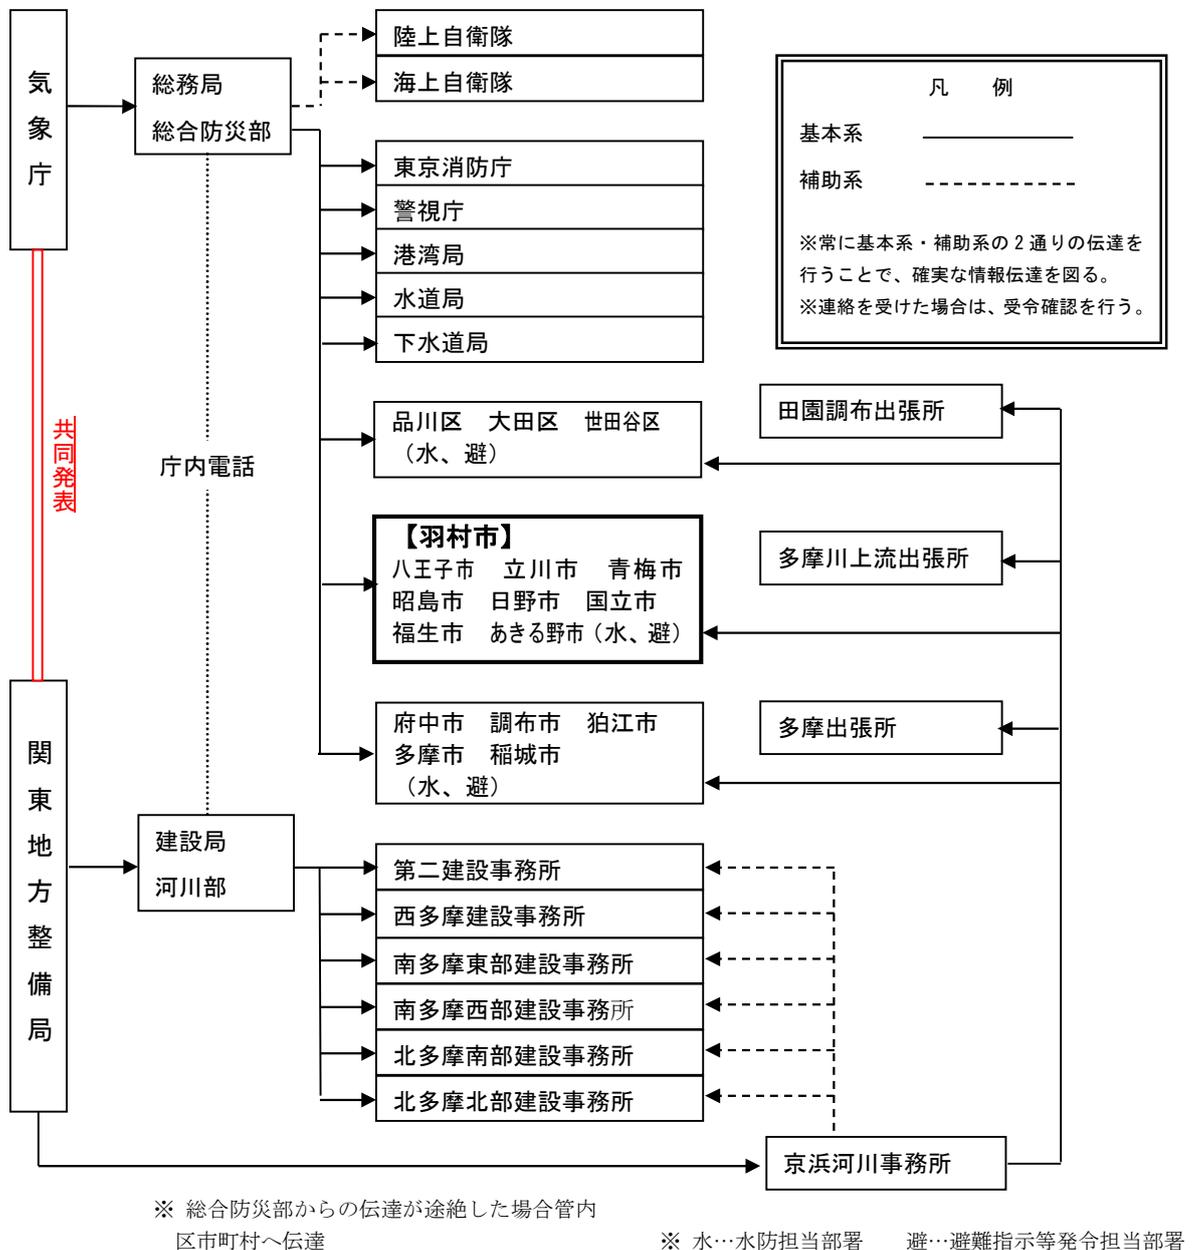 気象庁
総務局
総合防災部
陸上自衛隊
海上自衛隊
凡　例
基本系
補助系
※常に基本系・補助系の２通りの伝達を
行うことで、確実な情報伝達を図る。
※連絡を受けた場合は、受令確認を行う。
東京消防庁
警視庁
港湾局
水道局
下水道局
共同発表
庁内電話
品川区　大田区　世田谷区
（水、避）
田園調布出張所
【羽村市】
八王子市　立川市　青梅市
昭島市　日野市　国立市
福生市　あきる野市（水、避）
多摩川上流出張所
府中市　調布市　狛江市
多摩市　稲城市
（水、避）
多摩出張所
関東地方整備局
建設局
河川部
第二建設事務所
西多摩建設事務所
南多摩東部建設事務所
南多摩西部建設事務所
北多摩南部建設事務所
北多摩北部建設事務所
京浜河川事務所
※ 総合防災部からの伝達が途絶した場合管内
区市町村へ伝達
※ 水…水防担当部署　避…避難指示等発令担当部署